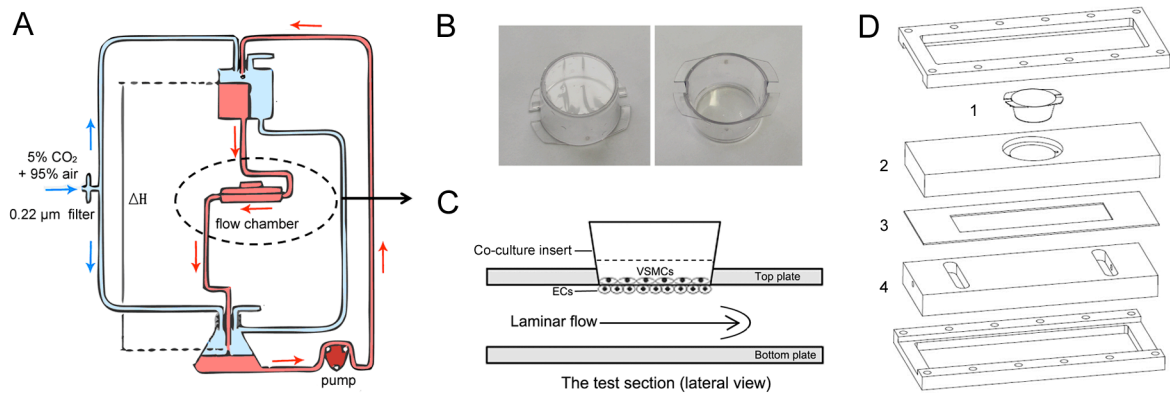 A
5% CO₂
+ 95% air
0.22 µm filter
ΔH
flow chamber
pump
B
C
Co-culture insert
VSMCs
ECs
Top plate
Laminar flow
Bottom plate
The test section (lateral view)
D
1
2
3
4